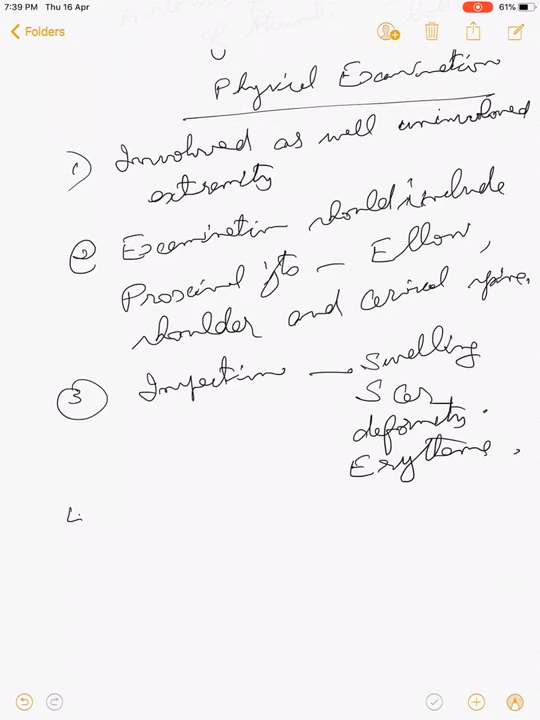 7:39 PM Thu 16 Apr 61%
Folders
Physical Examination
1) Involved as well uninvolved
extremity
2 Examination should include
Proximal jts - Elbow,
shoulder and cervical spine.
3 Inspection - Swelling
Scar
deformity.
Erythema,